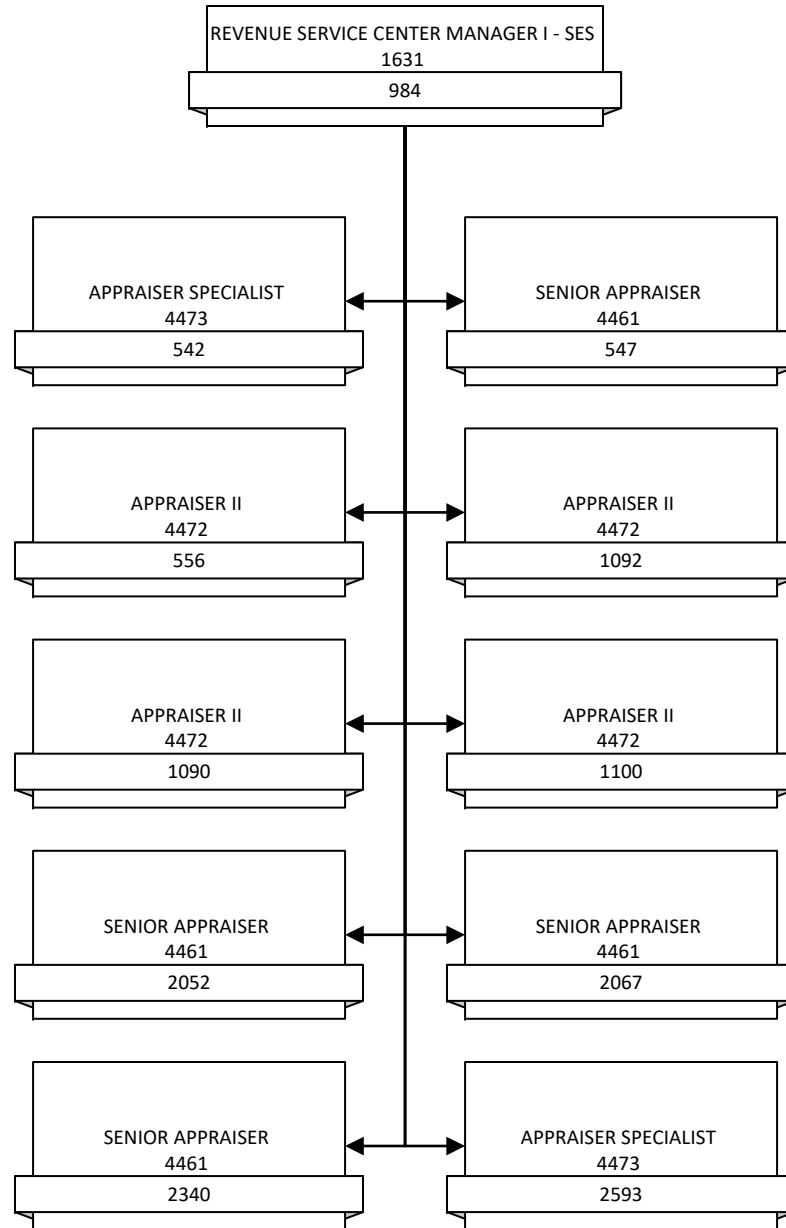 REVENUE SERVICE CENTER MANAGER I - SES
1631
984
APPRAISER SPECIALIST
4473
542
SENIOR APPRAISER
4461
547
APPRAISER II
4472
556
APPRAISER II
4472
1092
APPRAISER II
4472
1090
APPRAISER II
4472
1100
SENIOR APPRAISER
4461
2052
SENIOR APPRAISER
4461
2067
SENIOR APPRAISER
4461
2340
APPRAISER SPECIALIST
4473
2593